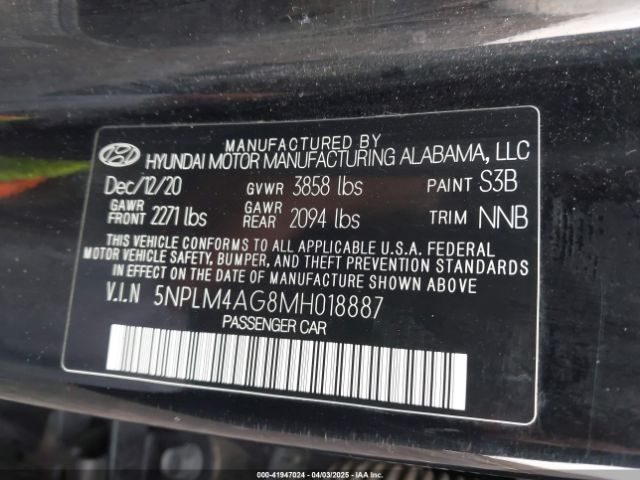 MANUFACTURED BY
HYUNDAI MOTOR MANUFACTURING ALABAMA, LLC
Dec/12/20 GVWR 3858 lbs PAINT S3B
GAWR FRONT 2271 lbs GAWR REAR 2094 lbs TRIM NNB
THIS VEHICLE CONFORMS TO ALL APPLICABLE U.S.A. FEDERAL
MOTOR VEHICLE SAFETY, BUMPER, AND THEFT PREVENTION STANDARDS
IN EFFECT ON THE DATE OF MANUFACTURE SHOWN ABOVE.
V.I.N 5NPLM4AG8MH018887
PASSENGER CAR
000-41947024 - 04/03/2025 - www.iaai.com